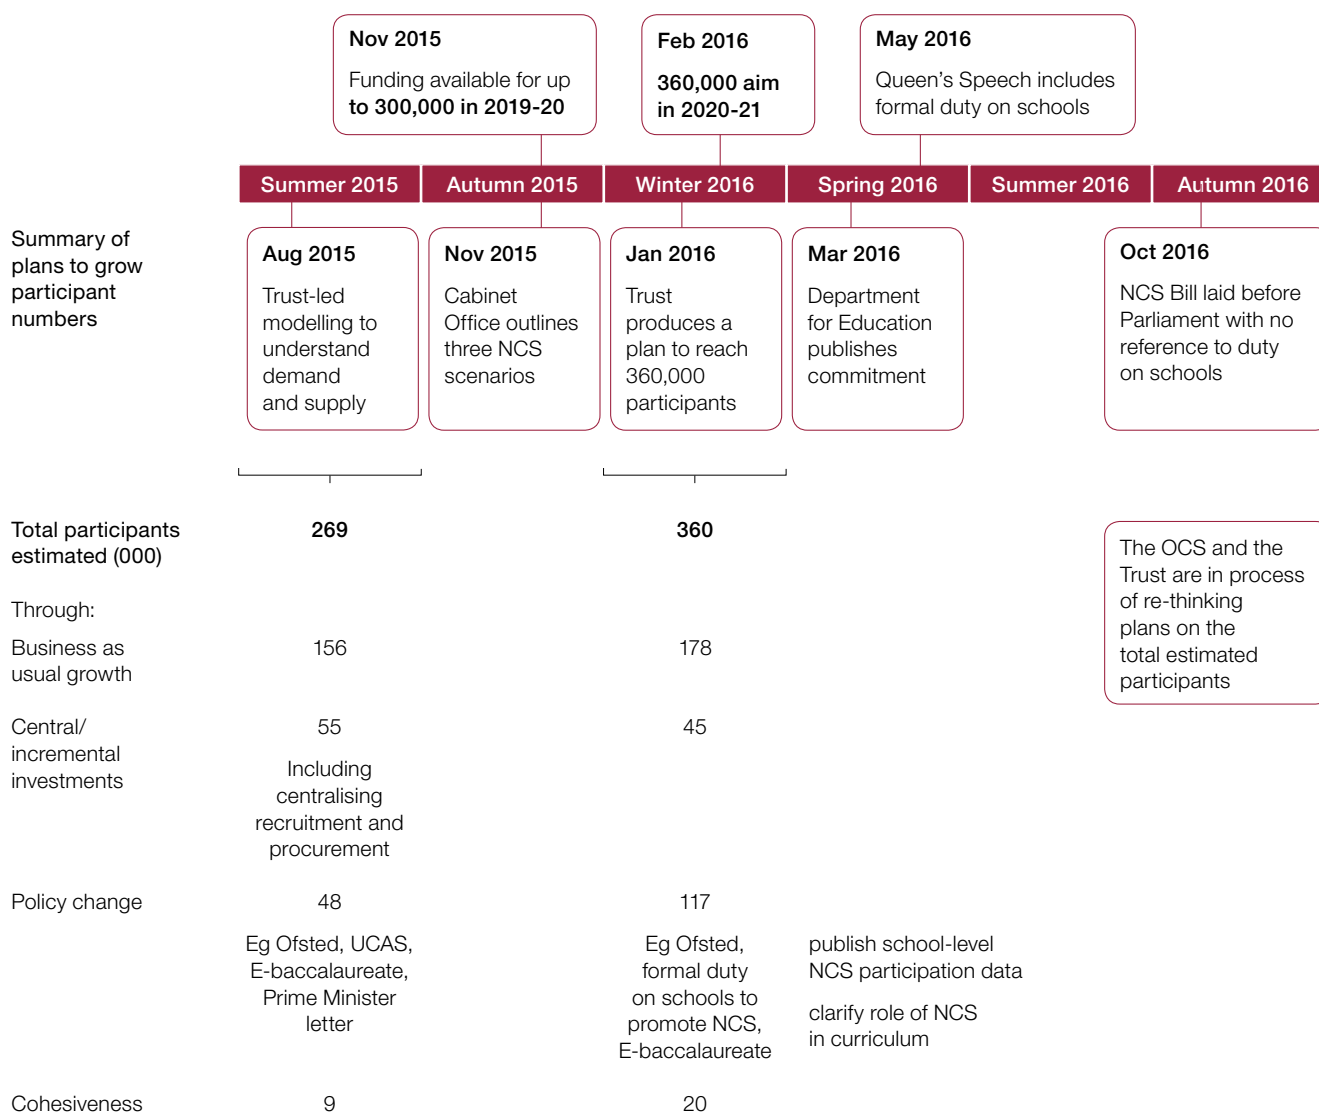 Nov 2015
Funding available for up
to 300,000 in 2019-20
Feb 2016
360,000 aim
in 2020-21
May 2016
Queen's Speech includes
formal duty on schools
Summer 2015
Autumn 2015
Winter 2016
Spring 2016
Summer 2016
Autumn 2016
Summary of
plans to grow
participant
numbers
Aug 2015
Trust-led
modelling to
understand
demand
and supply
Nov 2015
Cabinet
Office outlines
three NCS
scenarios
Jan 2016
Trust
produces a
plan to reach
360,000
participants
Mar 2016
Department
for Education
publishes
commitment
Oct 2016
NCS Bill laid before
Parliament with no
reference to duty
on schools
Total participants
estimated (000)
269
360
The OCS and the
Trust are in process
of re-thinking
plans on the
total estimated
participants
Through:
Business as
usual growth
156
178
Central/
incremental
investments
55
Including
centralising
recruitment and
procurement
45
Policy change
48
Eg Ofsted, UCAS,
E-baccalaureate,
Prime Minister
letter
117
Eg Ofsted,
formal duty
on schools to
promote NCS,
E-baccalaureate
publish school-level
NCS participation data
clarify role of NCS
in curriculum
Cohesiveness
9
20